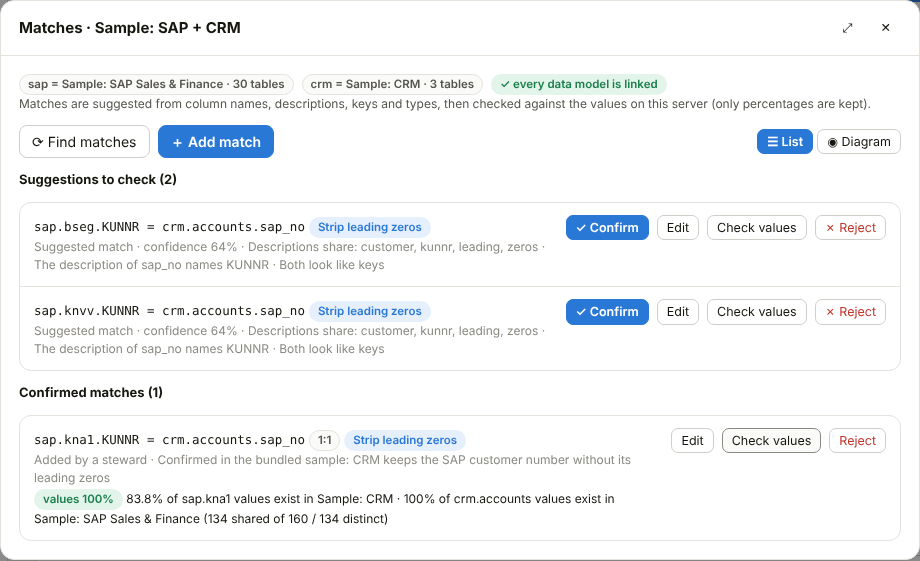 Matches · Sample: SAP + CRM
sap = Sample: SAP Sales & Finance · 30 tables crm = Sample: CRM · 3 tables ✓ every data model is linked
Matches are suggested from column names, descriptions, keys and types, then checked against the values on this server (only percentages are kept).
⟳ Find matches + Add match ☰ List ◉ Diagram
Suggestions to check (2)
sap.bseg.KUNNR = crm.accounts.sap_no Strip leading zeros ✓ Confirm Edit Check values × Reject
Suggested match · confidence 64% · Descriptions share: customer, kunnr, leading, zeros ·
The description of sap_no names KUNNR · Both look like keys
sap.knvv.KUNNR = crm.accounts.sap_no Strip leading zeros ✓ Confirm Edit Check values × Reject
Suggested match · confidence 64% · Descriptions share: customer, kunnr, leading, zeros ·
The description of sap_no names KUNNR · Both look like keys
Confirmed matches (1)
sap.kna1.KUNNR = crm.accounts.sap_no 1:1 Strip leading zeros Edit Check values Reject
Added by a steward · Confirmed in the bundled sample: CRM keeps the SAP customer number without its
leading zeros
values 100% 83.8% of sap.kna1 values exist in Sample: CRM · 100% of crm.accounts values exist in
Sample: SAP Sales & Finance (134 shared of 160 / 134 distinct)